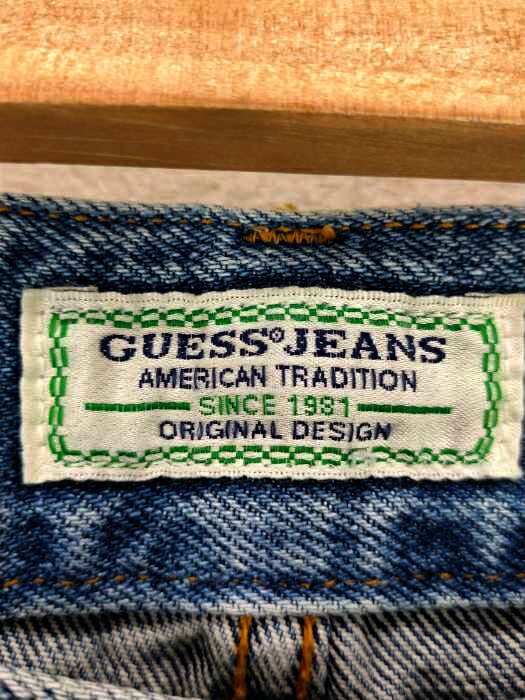 GUESS® JEANS
AMERICAN TRADITION
SINCE 1981
ORIGINAL DESIGN